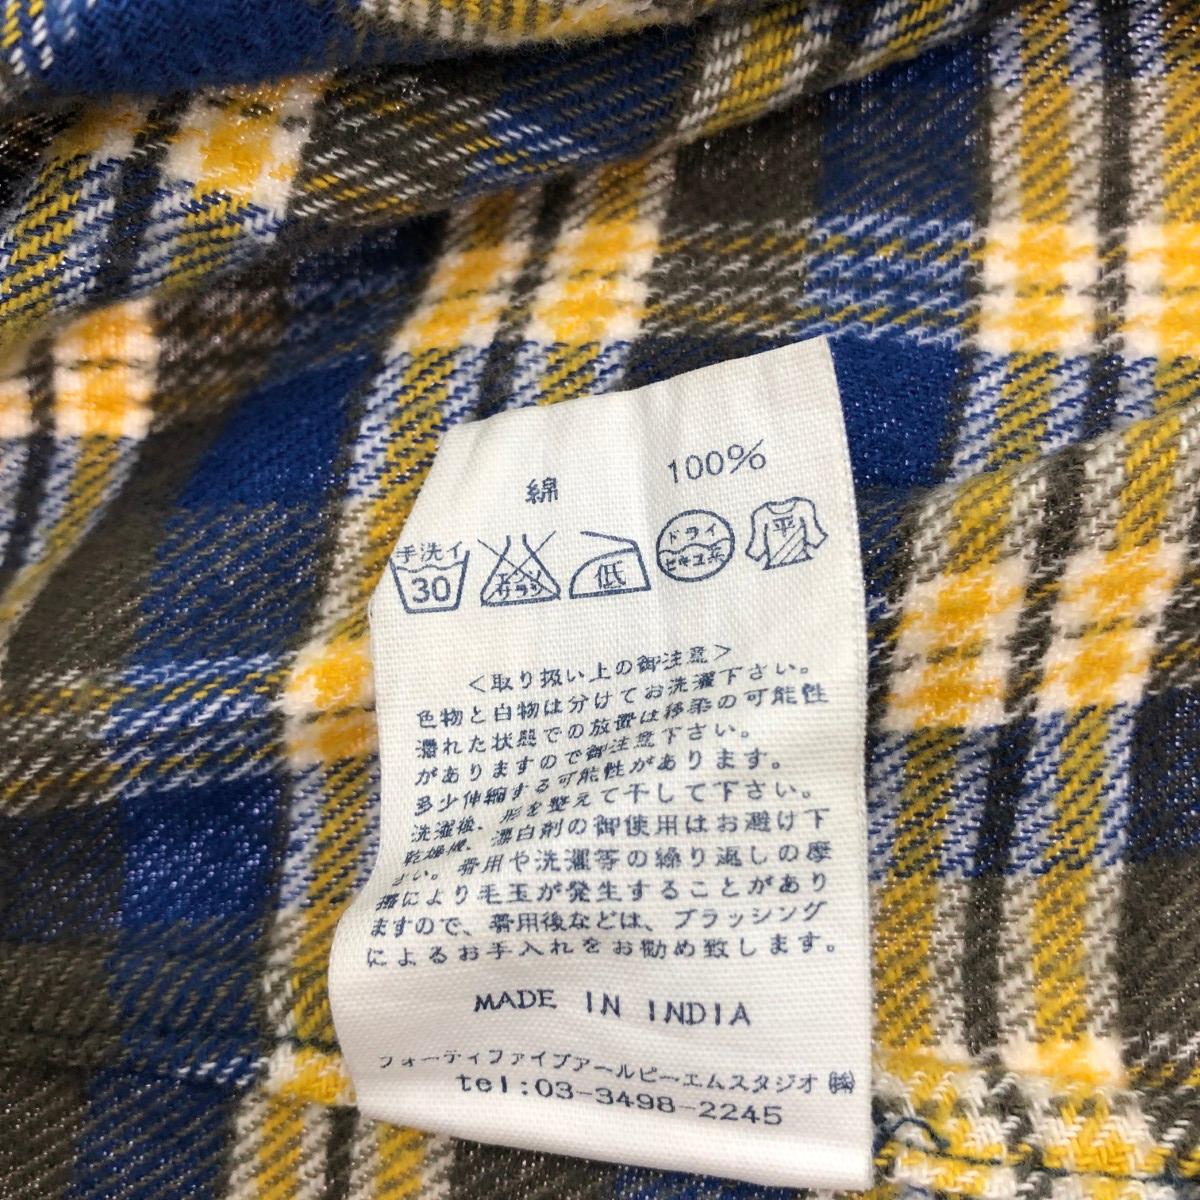 綿 100%
手洗イ 30 エンソ サラシ 低 ドライ セキユ系 平
<取り扱い上の御注意>
色物と白物は分けてお洗濯下さい。
濡れた状態での放置は移染の可能性
がありますので御注意下さい。
多少伸縮する可能性があります。
洗濯後、形を整えて干して下さい。
乾燥機、漂白剤の御使用はお避け下
さい。着用や洗濯等の繰り返しの摩
擦により毛玉が発生することがあり
ますので、着用後などは、ブラッシング
によるお手入れをお勧め致します。
MADE IN INDIA
フォーティファイブアールピーエムスタジオ㈱
tel:03-3498-2245